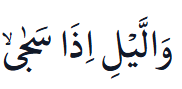 وَالَّيْلِ اِذَا سَجٰىۙ